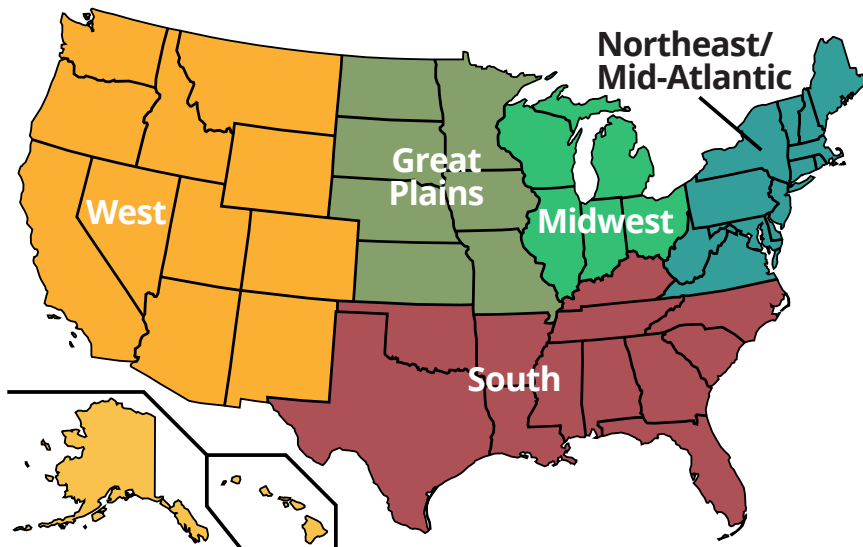 Northeast/
Mid-Atlantic
Great
Plains
West
Midwest
South